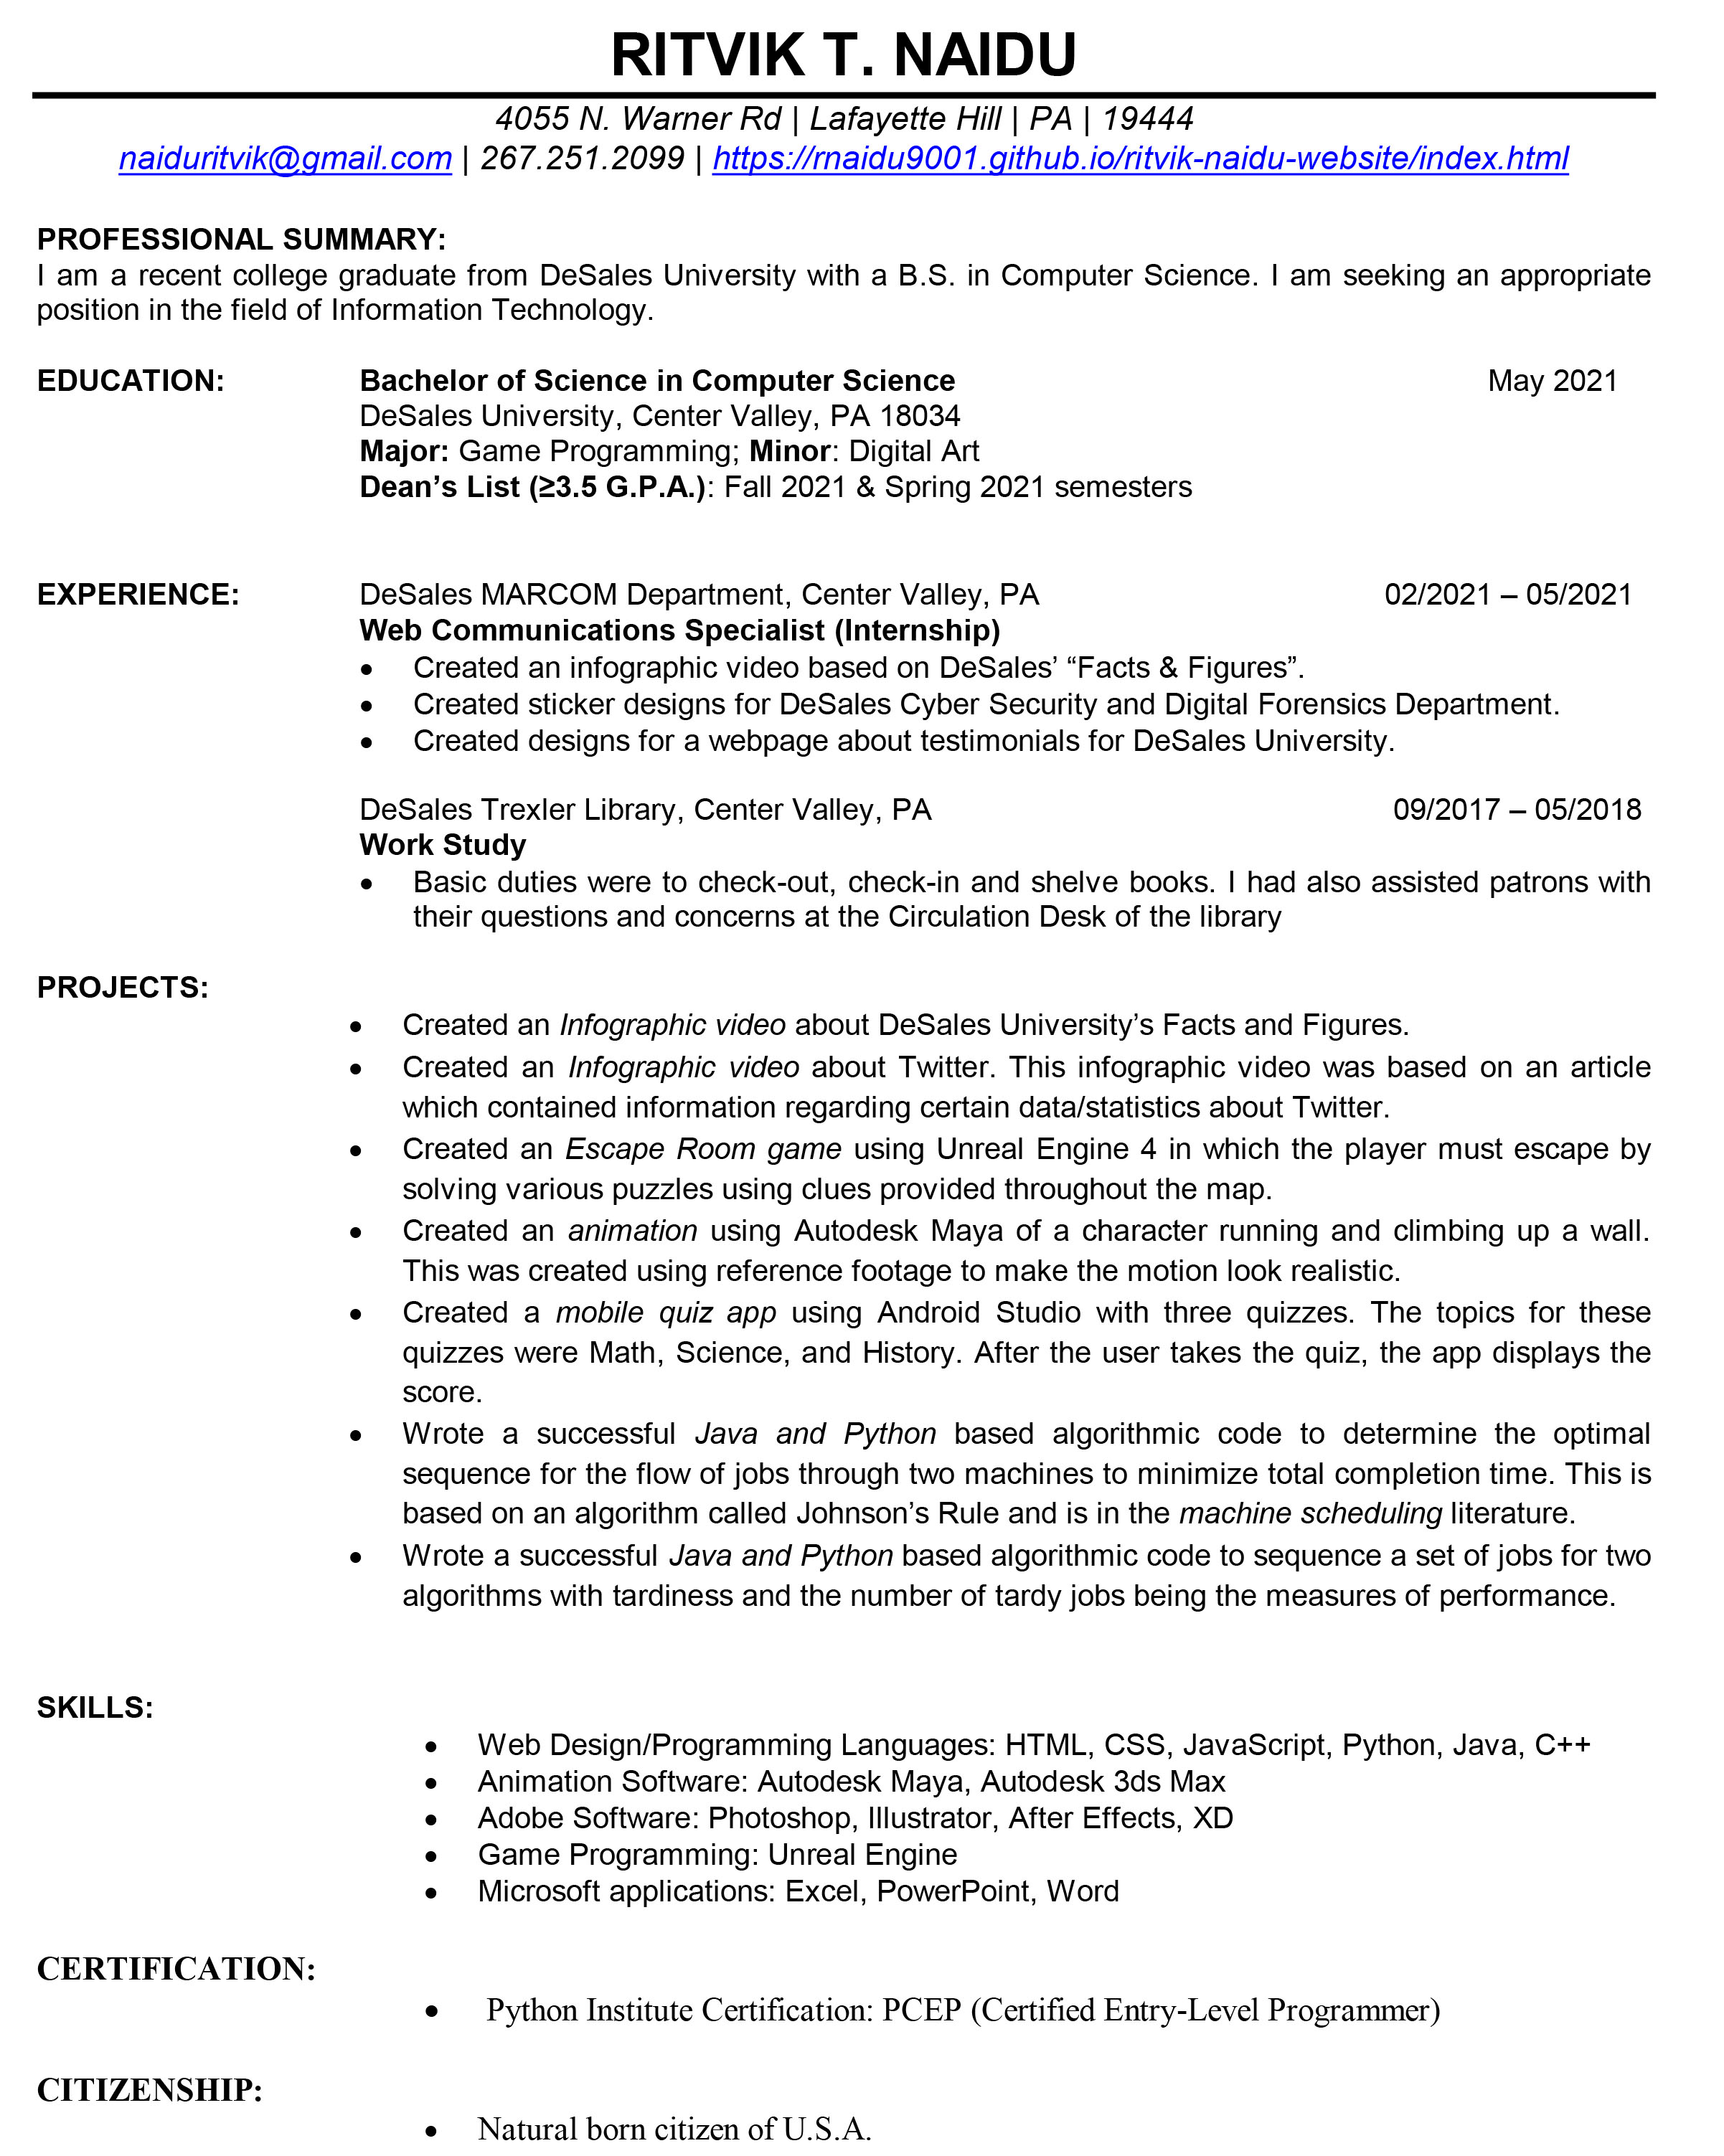 RITVIK T. NAIDU
4055 N. Warner Rd | Lafayette Hill | PA | 19444
naiduritvik@gmail.com | 267.251.2099 | https://rnaidu9001.github.io/ritvik-naidu-website/index.html
PROFESSIONAL SUMMARY:
I am a recent college graduate from DeSales University with a B.S. in Computer Science. I am seeking an appropriate
position in the field of Information Technology.
EDUCATION: Bachelor of Science in Computer Science May 2021
DeSales University, Center Valley, PA 18034
Major: Game Programming; Minor: Digital Art
Dean’s List (≥3.5 G.P.A.): Fall 2021 & Spring 2021 semesters
EXPERIENCE: DeSales MARCOM Department, Center Valley, PA 02/2021 – 05/2021
Web Communications Specialist (Internship)
• Created an infographic video based on DeSales’ “Facts & Figures”.
• Created sticker designs for DeSales Cyber Security and Digital Forensics Department.
• Created designs for a webpage about testimonials for DeSales University.
DeSales Trexler Library, Center Valley, PA 09/2017 – 05/2018
Work Study
• Basic duties were to check-out, check-in and shelve books. I had also assisted patrons with
their questions and concerns at the Circulation Desk of the library
PROJECTS:
• Created an Infographic video about DeSales University’s Facts and Figures.
• Created an Infographic video about Twitter. This infographic video was based on an article
which contained information regarding certain data/statistics about Twitter.
• Created an Escape Room game using Unreal Engine 4 in which the player must escape by
solving various puzzles using clues provided throughout the map.
• Created an animation using Autodesk Maya of a character running and climbing up a wall.
This was created using reference footage to make the motion look realistic.
• Created a mobile quiz app using Android Studio with three quizzes. The topics for these
quizzes were Math, Science, and History. After the user takes the quiz, the app displays the
score.
• Wrote a successful Java and Python based algorithmic code to determine the optimal
sequence for the flow of jobs through two machines to minimize total completion time. This is
based on an algorithm called Johnson’s Rule and is in the machine scheduling literature.
• Wrote a successful Java and Python based algorithmic code to sequence a set of jobs for two
algorithms with tardiness and the number of tardy jobs being the measures of performance.
SKILLS:
• Web Design/Programming Languages: HTML, CSS, JavaScript, Python, Java, C++
• Animation Software: Autodesk Maya, Autodesk 3ds Max
• Adobe Software: Photoshop, Illustrator, After Effects, XD
• Game Programming: Unreal Engine
• Microsoft applications: Excel, PowerPoint, Word
CERTIFICATION:
• Python Institute Certification: PCEP (Certified Entry-Level Programmer)
CITIZENSHIP:
• Natural born citizen of U.S.A.